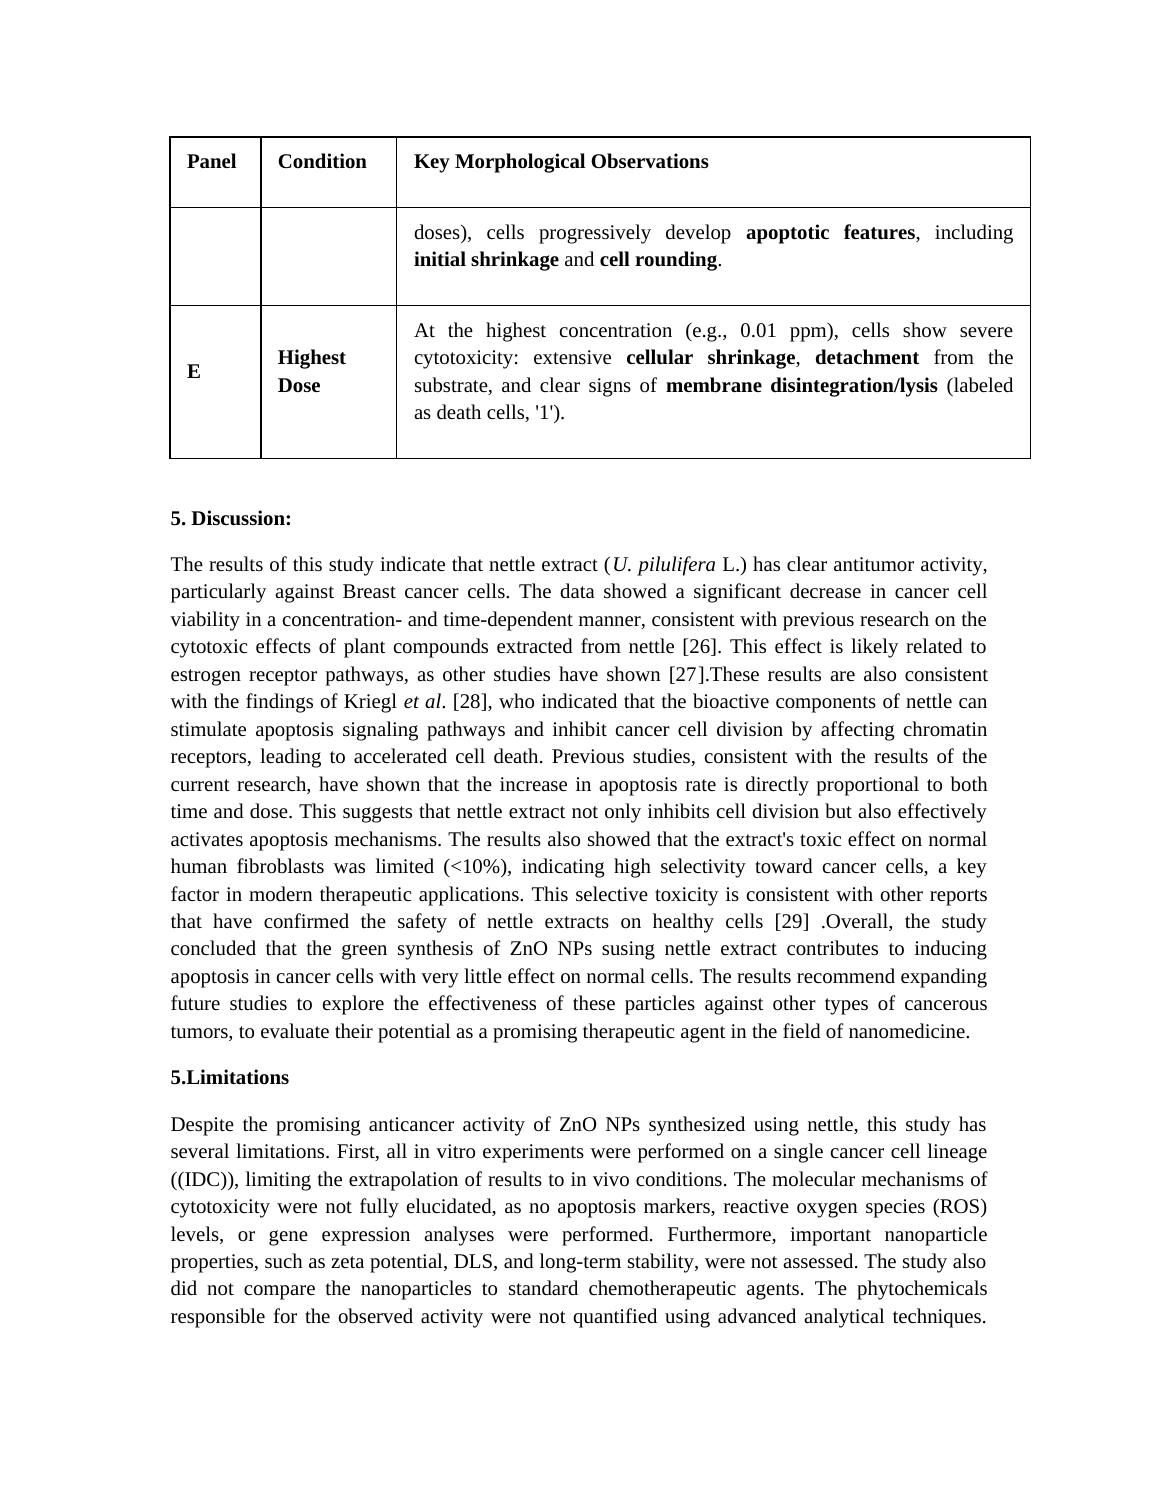 Panel Condition Key Morphological Observations
doses), cells progressively develop apoptotic features, including
initial shrinkage and cell rounding.
E
Highest
Dose
At the highest concentration (e.g., 0.01 ppm), cells show severe
cytotoxicity: extensive cellular shrinkage, detachment from the
substrate, and clear signs of membrane disintegration/lysis (labeled
as death cells, '1').
5. Discussion:
The results of this study indicate that nettle extract (U. pilulifera L.) has clear antitumor activity,
particularly against Breast cancer cells. The data showed a significant decrease in cancer cell
viability in a concentration- and time-dependent manner, consistent with previous research on the
cytotoxic effects of plant compounds extracted from nettle [26]. This effect is likely related to
estrogen receptor pathways, as other studies have shown [27].These results are also consistent
with the findings of Kriegl et al. [28], who indicated that the bioactive components of nettle can
stimulate apoptosis signaling pathways and inhibit cancer cell division by affecting chromatin
receptors, leading to accelerated cell death. Previous studies, consistent with the results of the
current research, have shown that the increase in apoptosis rate is directly proportional to both
time and dose. This suggests that nettle extract not only inhibits cell division but also effectively
activates apoptosis mechanisms. The results also showed that the extract's toxic effect on normal
human fibroblasts was limited (<10%), indicating high selectivity toward cancer cells, a key
factor in modern therapeutic applications. This selective toxicity is consistent with other reports
that have confirmed the safety of nettle extracts on healthy cells [29] .Overall, the study
concluded that the green synthesis of ZnO NPs susing nettle extract contributes to inducing
apoptosis in cancer cells with very little effect on normal cells. The results recommend expanding
future studies to explore the effectiveness of these particles against other types of cancerous
tumors, to evaluate their potential as a promising therapeutic agent in the field of nanomedicine.
5.Limitations
Despite the promising anticancer activity of ZnO NPs synthesized using nettle, this study has
several limitations. First, all in vitro experiments were performed on a single cancer cell lineage
((IDC)), limiting the extrapolation of results to in vivo conditions. The molecular mechanisms of
cytotoxicity were not fully elucidated, as no apoptosis markers, reactive oxygen species (ROS)
levels, or gene expression analyses were performed. Furthermore, important nanoparticle
properties, such as zeta potential, DLS, and long-term stability, were not assessed. The study also
did not compare the nanoparticles to standard chemotherapeutic agents. The phytochemicals
responsible for the observed activity were not quantified using advanced analytical techniques.